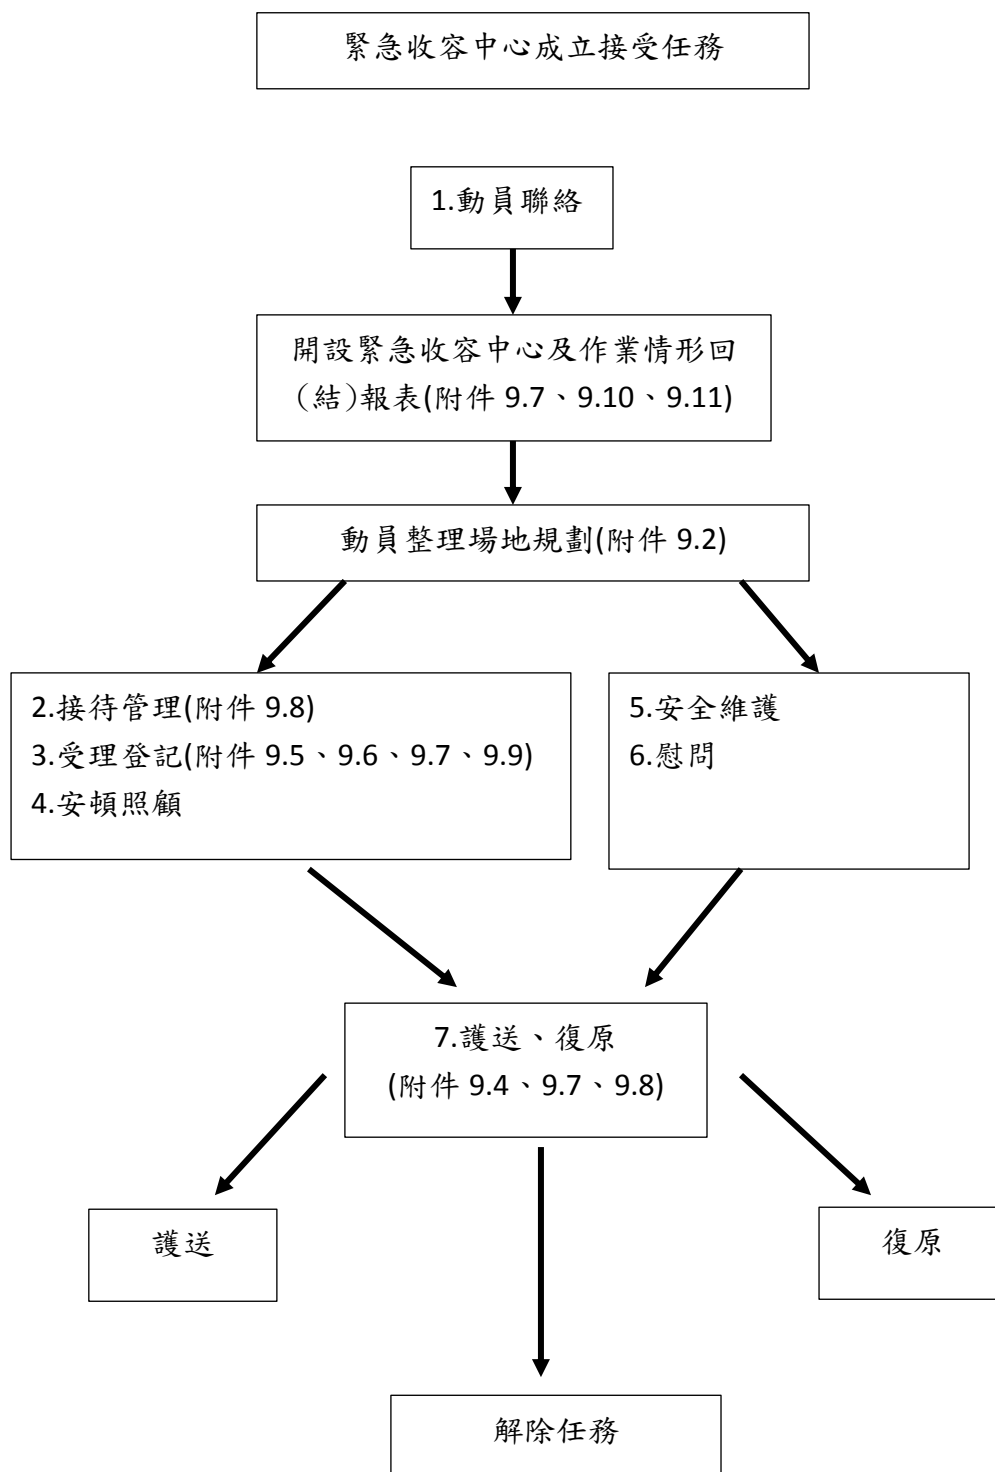 緊急收容中心成立接受任務
1.動員聯絡
開設緊急收容中心及作業情形回
(結)報表(附件 9.7、9.10、9.11)
動員整理場地規劃(附件 9.2)
2.接待管理(附件 9.8)
3.受理登記(附件 9.5、9.6、9.7、9.9)
4.安頓照顧
5.安全維護
6.慰問
7.護送、復原
(附件 9.4、9.7、9.8)
護送
復原
解除任務